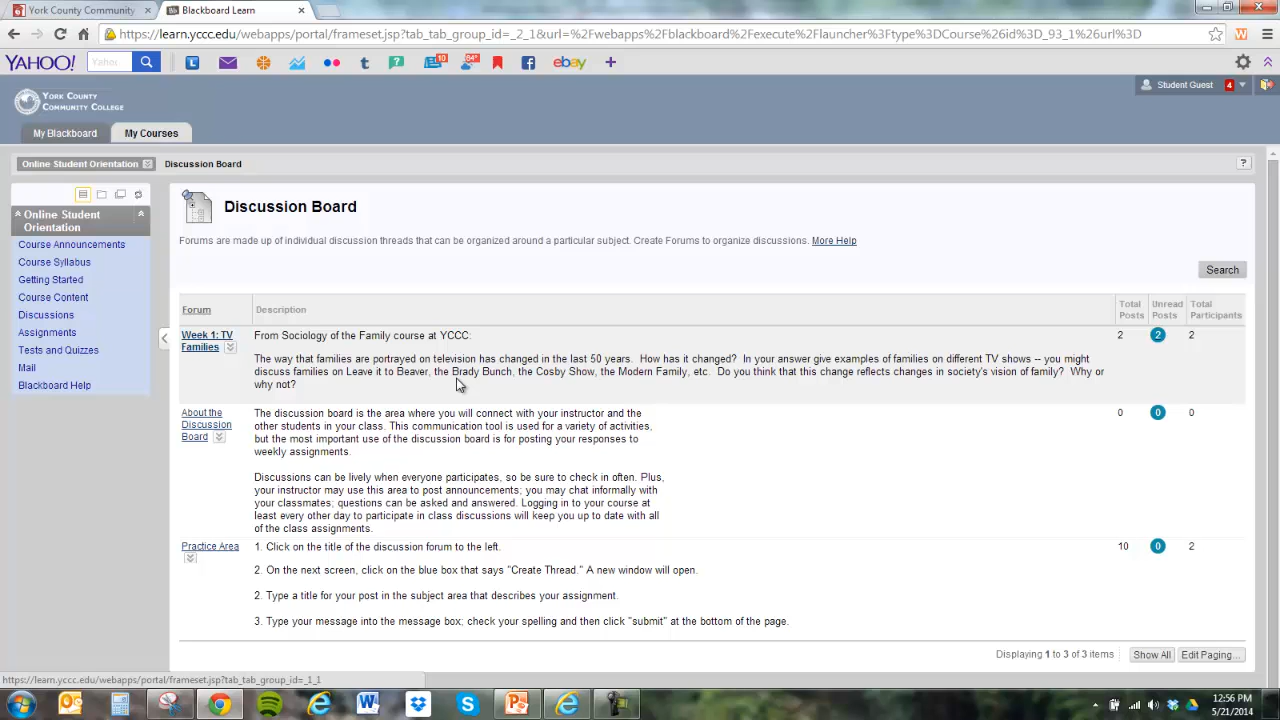 York County Community
Blackboard Learn
https://learn.yccc.edu/webapps/portal/frameset.jsp?tab_tab_group_id=_2_1&url=%2Fwebapps%2Fblackboard%2Fexecute%2Flauncher%3Ftype%3DCourse%26id%3D_93_1%26url%3D
YAHOO!
10
64°
ebay
YORK COUNTY
COMMUNITY COLLEGE
Student Guest 4
My Blackboard
My Courses
Online Student Orientation
Discussion Board
?
Online Student
Orientation
Course Announcements
Course Syllabus
Getting Started
Course Content
Discussions
Assignments
Tests and Quizzes
Mail
Blackboard Help
Discussion Board
Forums are made up of individual discussion threads that can be organized around a particular subject. Create Forums to organize discussions. More Help
Search
Forum
Description
Total
Posts
Unread
Posts
Total
Participants
Week 1: TV
Families
From Sociology of the Family course at YCCC:
The way that families are portrayed on television has changed in the last 50 years. How has it changed? In your answer give examples of families on different TV shows -- you might
discuss families on Leave it to Beaver, the Brady Bunch, the Cosby Show, the Modern Family, etc. Do you think that this change reflects changes in society's vision of family? Why or
why not?
2 2 2
About the
Discussion
Board
The discussion board is the area where you will connect with your instructor and the
other students in your class. This communication tool is used for a variety of activities,
but the most important use of the discussion board is for posting your responses to
weekly assignments.
Discussions can be lively when everyone participates, so be sure to check in often. Plus,
your instructor may use this area to post announcements; you may chat informally with
your classmates; questions can be asked and answered. Logging in to your course at
least every other day to participate in class discussions will keep you up to date with all
of the class assignments.
0 0 0
Practice Area
1. Click on the title of the discussion forum to the left.
2. On the next screen, click on the blue box that says "Create Thread." A new window will open.
2. Type a title for your post in the subject area that describes your assignment.
3. Type your message into the message box; check your spelling and then click "submit" at the bottom of the page.
10 0 2
Displaying 1 to 3 of 3 items
Show All
Edit Paging...
https://learn.yccc.edu/webapps/portal/frameset.jsp?tab_tab_group_id=_1_1
12:56 PM
5/21/2014